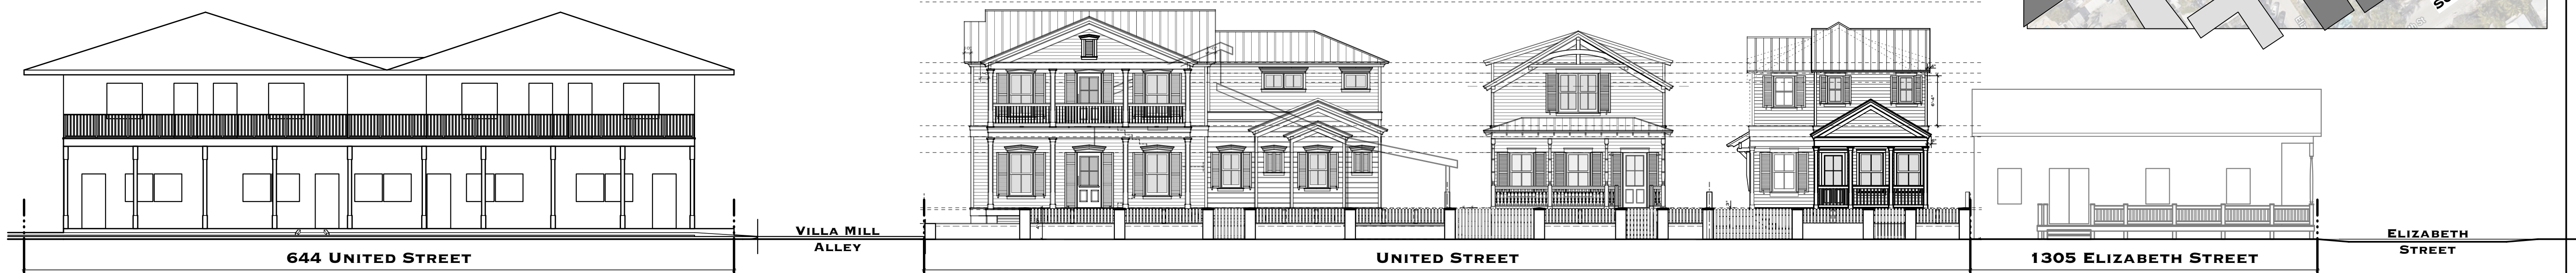 644 United Street
Villa Mill
Alley
United Street
1305 Elizabeth Street
Elizabeth
Street